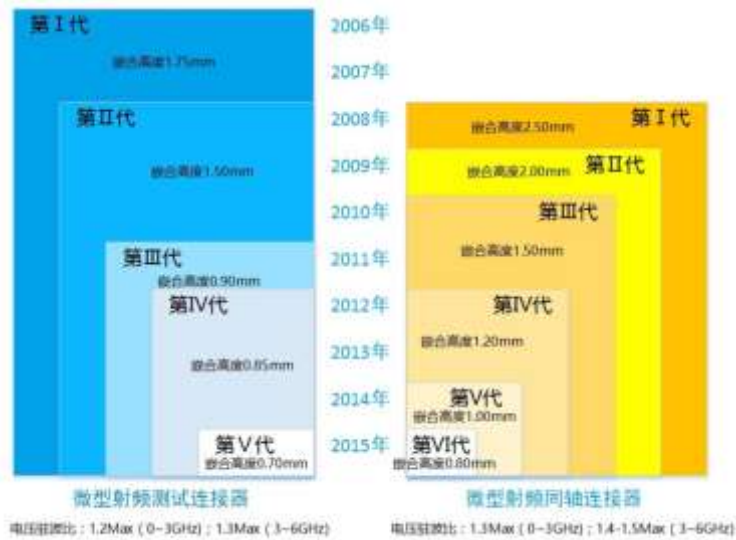 第Ⅰ代
嵌合高度1.75mm
第Ⅱ代
嵌合高度1.50mm
第Ⅲ代
嵌合高度0.90mm
第Ⅳ代
嵌合高度0.85mm
第Ⅴ代
嵌合高度0.70mm
2006年
2007年
2008年
2009年
2010年
2011年
2012年
2013年
2014年
2015年
第Ⅰ代
嵌合高度2.50mm
第Ⅱ代
嵌合高度2.00mm
第Ⅲ代
嵌合高度1.50mm
第Ⅳ代
嵌合高度1.20mm
第Ⅴ代
嵌合高度1.00mm
第Ⅵ代
嵌合高度0.80mm
微型射频测试连接器
电压驻波比：1.2Max（0~3GHz）；1.3Max（3~6GHz）
微型射频同轴连接器
电压驻波比：1.3Max（0~3GHz）；1.4-1.5Max（3~6GHz）